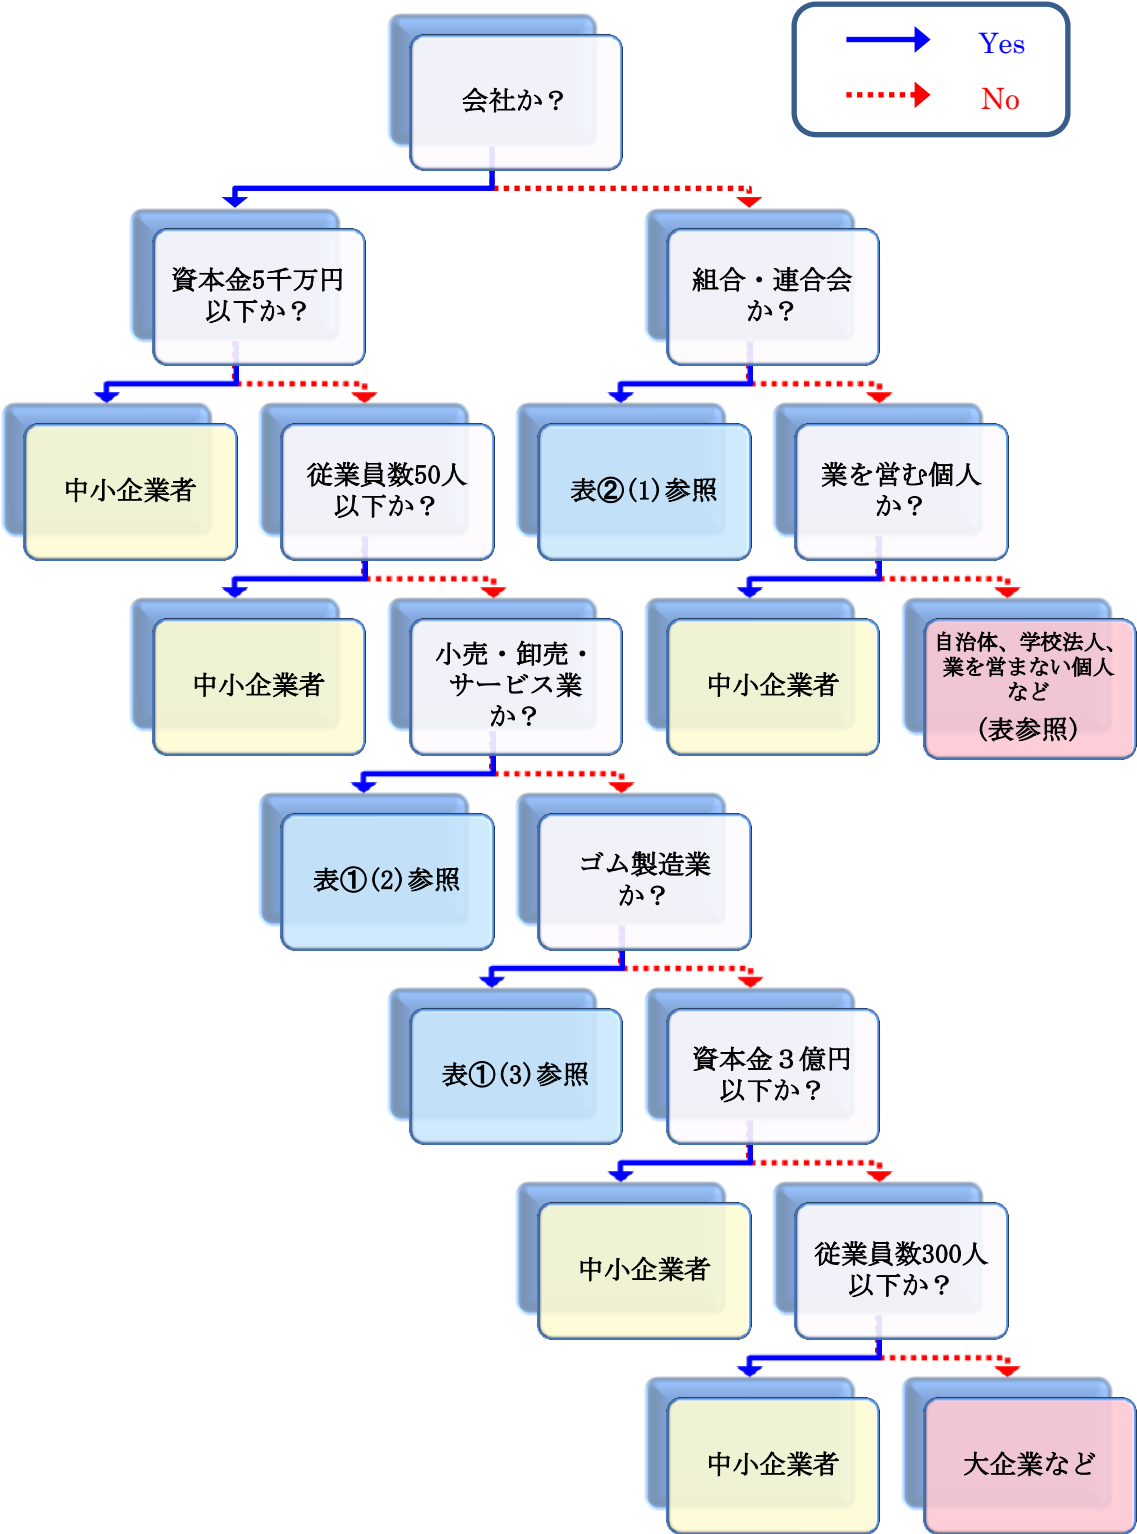 Yes
No
会社か？
資本金5千万円
以下か？
組合・連合会
か？
中小企業者
従業員数50人
以下か？
表②(1)参照
業を営む個人
か？
中小企業者
小売・卸売・
サービス業
か？
中小企業者
自治体、学校法人、
業を営まない個人
など
(表参照)
表①(2)参照
ゴム製造業
か？
表①(3)参照
資本金３億円
以下か？
中小企業者
従業員数300人
以下か？
中小企業者
大企業など